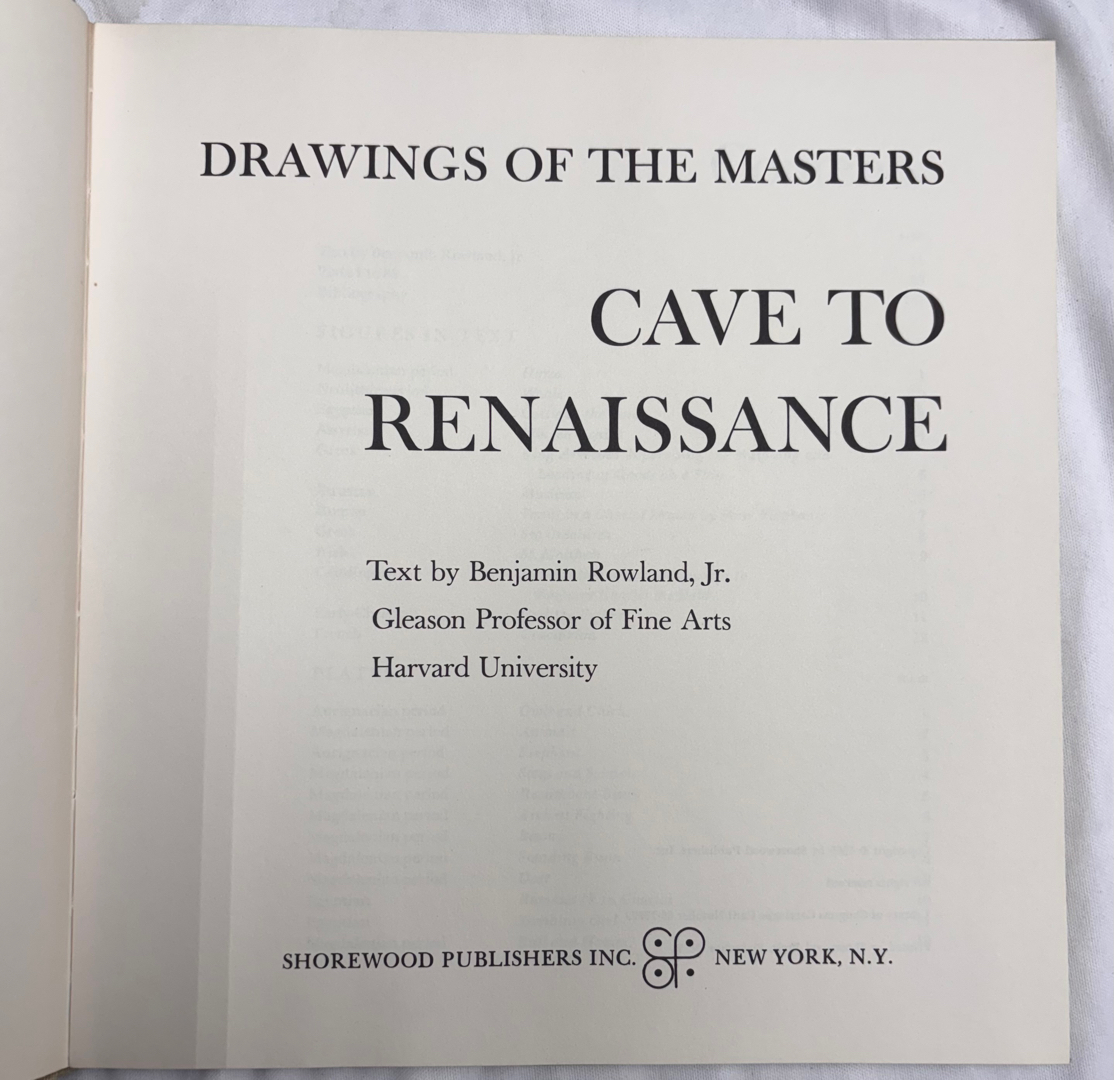 DRAWINGS OF THE MASTERS
CAVE TO
RENAISSANCE
Text by Benjamin Rowland, Jr.
Gleason Professor of Fine Arts
Harvard University
SHOREWOOD PUBLISHERS INC. NEW YORK, N.Y.